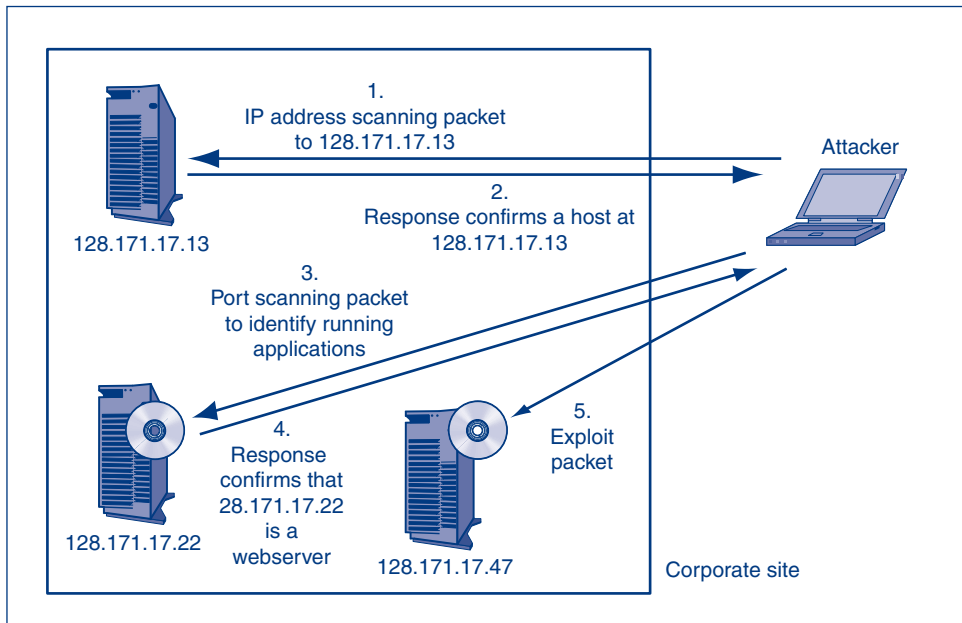 1.
IP address scanning packet
to 128.171.17.13
Attacker
2.
Response confirms a host at
128.171.17.13
128.171.17.13
3.
Port scanning packet
to identify running
applications
4.
Response
confirms that
28.171.17.22
is a
webserver
128.171.17.22
5.
Exploit
packet
128.171.17.47
Corporate site